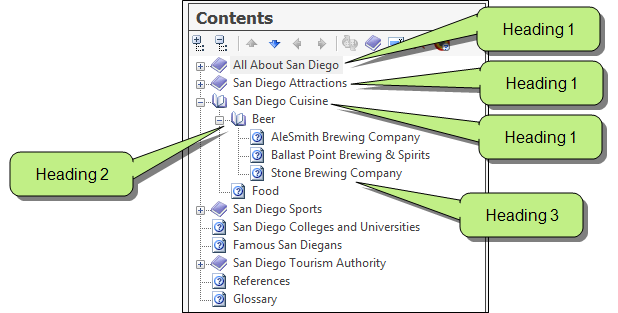 Contents
Heading 1
All About San Diego
San Diego Attractions
Heading 1
San Diego Cuisine
Beer
Heading 1
AleSmith Brewing Company
Ballast Point Brewing & Spirits
Heading 2
Stone Brewing Company
Food
San Diego Sports
Heading 3
San Diego Colleges and Universities
Famous San Diegans
San Diego Tourism Authority
References
Glossary